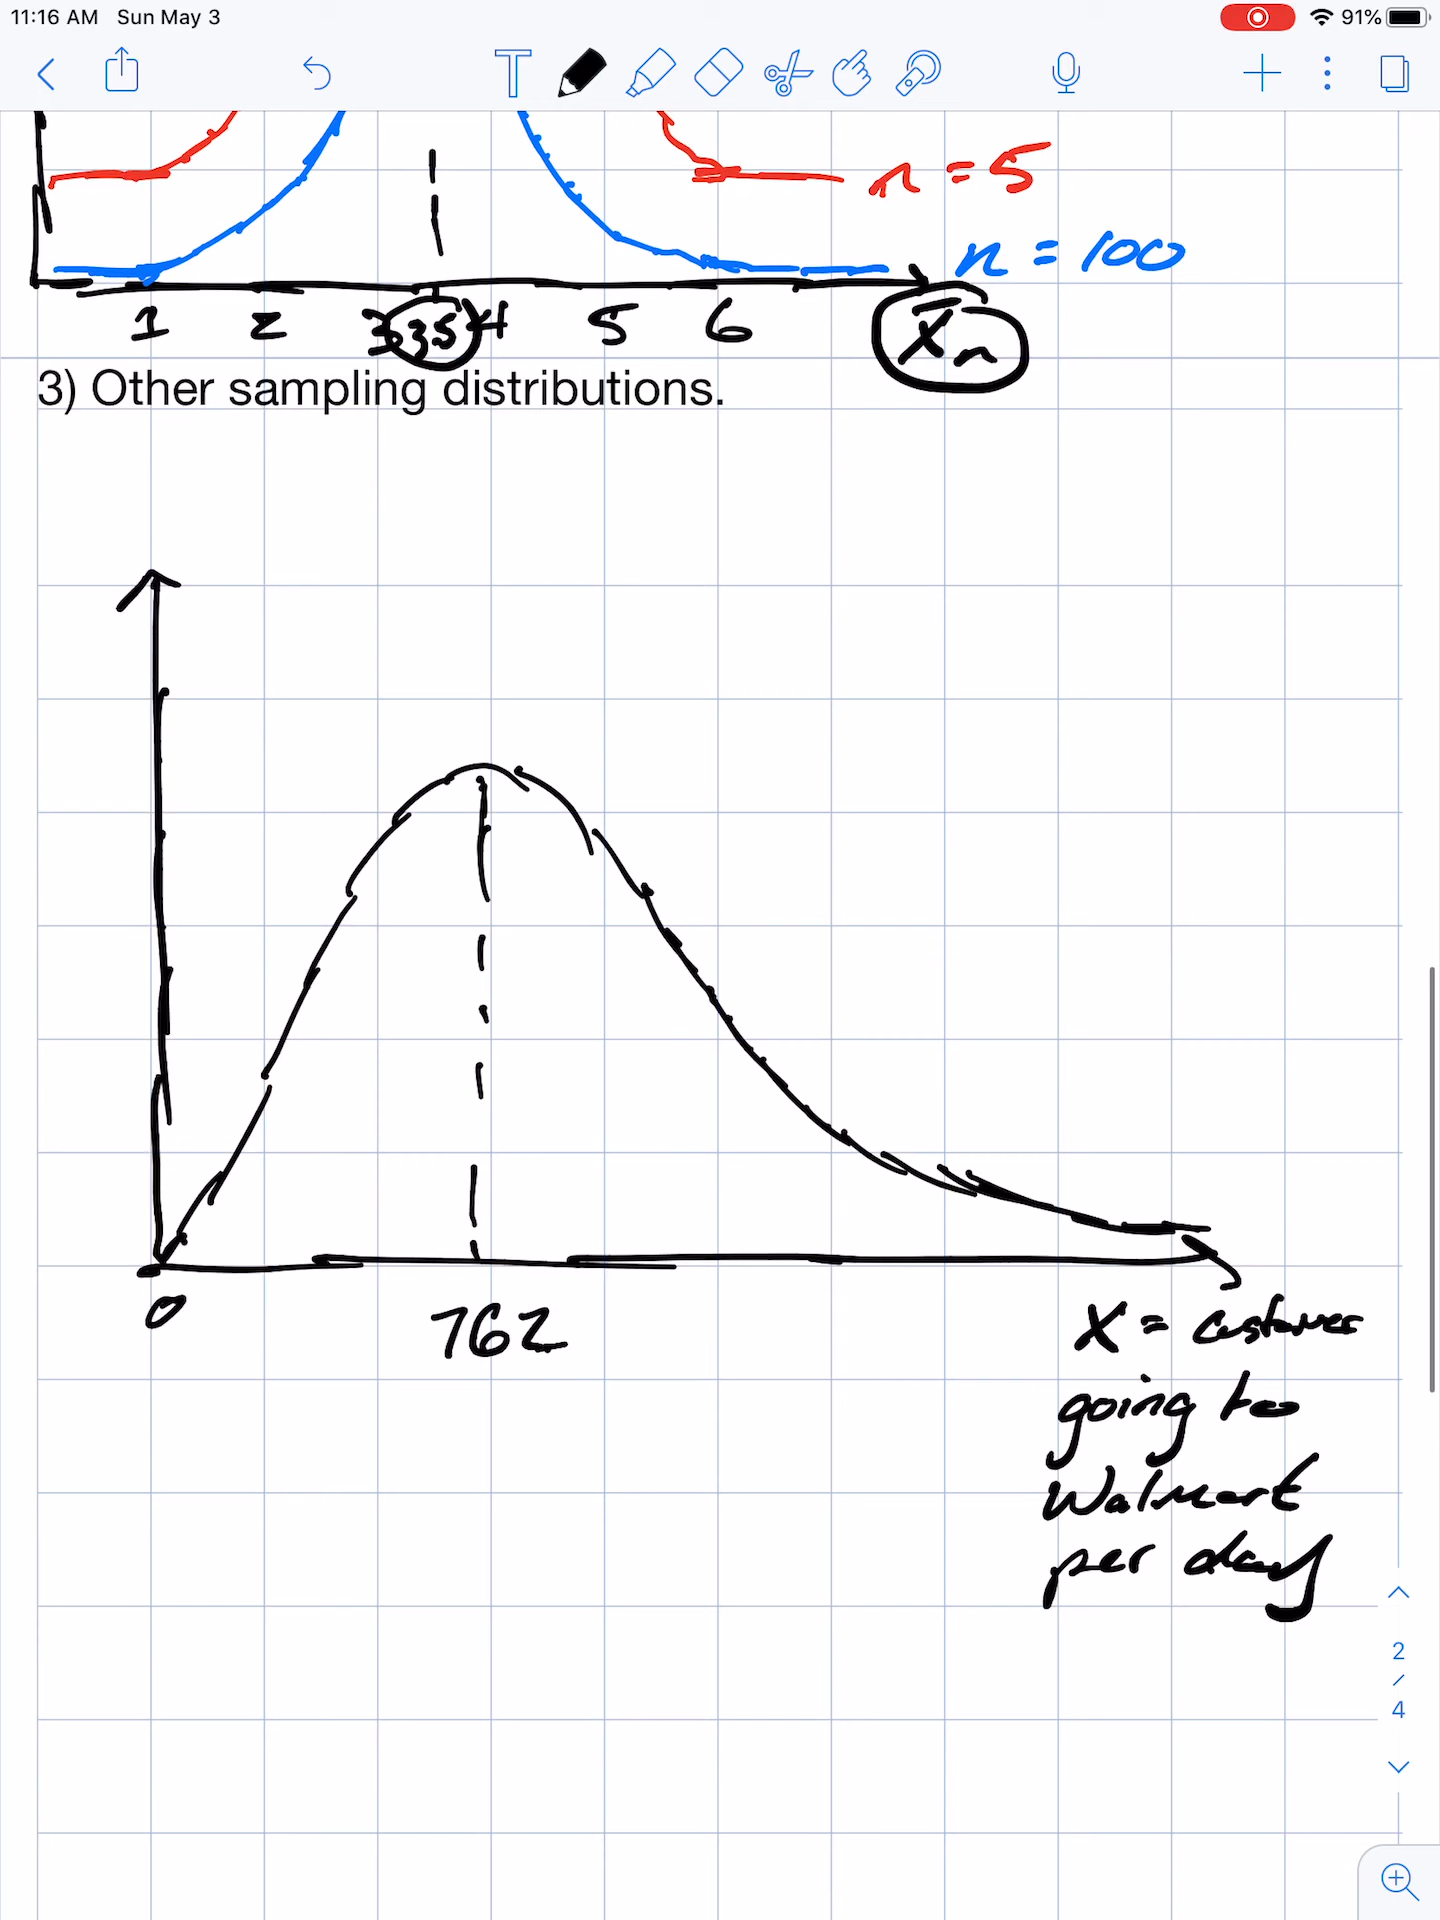 11:16 AM Sun May 3 91%
T
n = 5
n = 100
1 2 3 3.5 4 5 6 X̄n
3) Other sampling distributions.
0 762
X = customer
going to
Walmart
per day
2
/
4